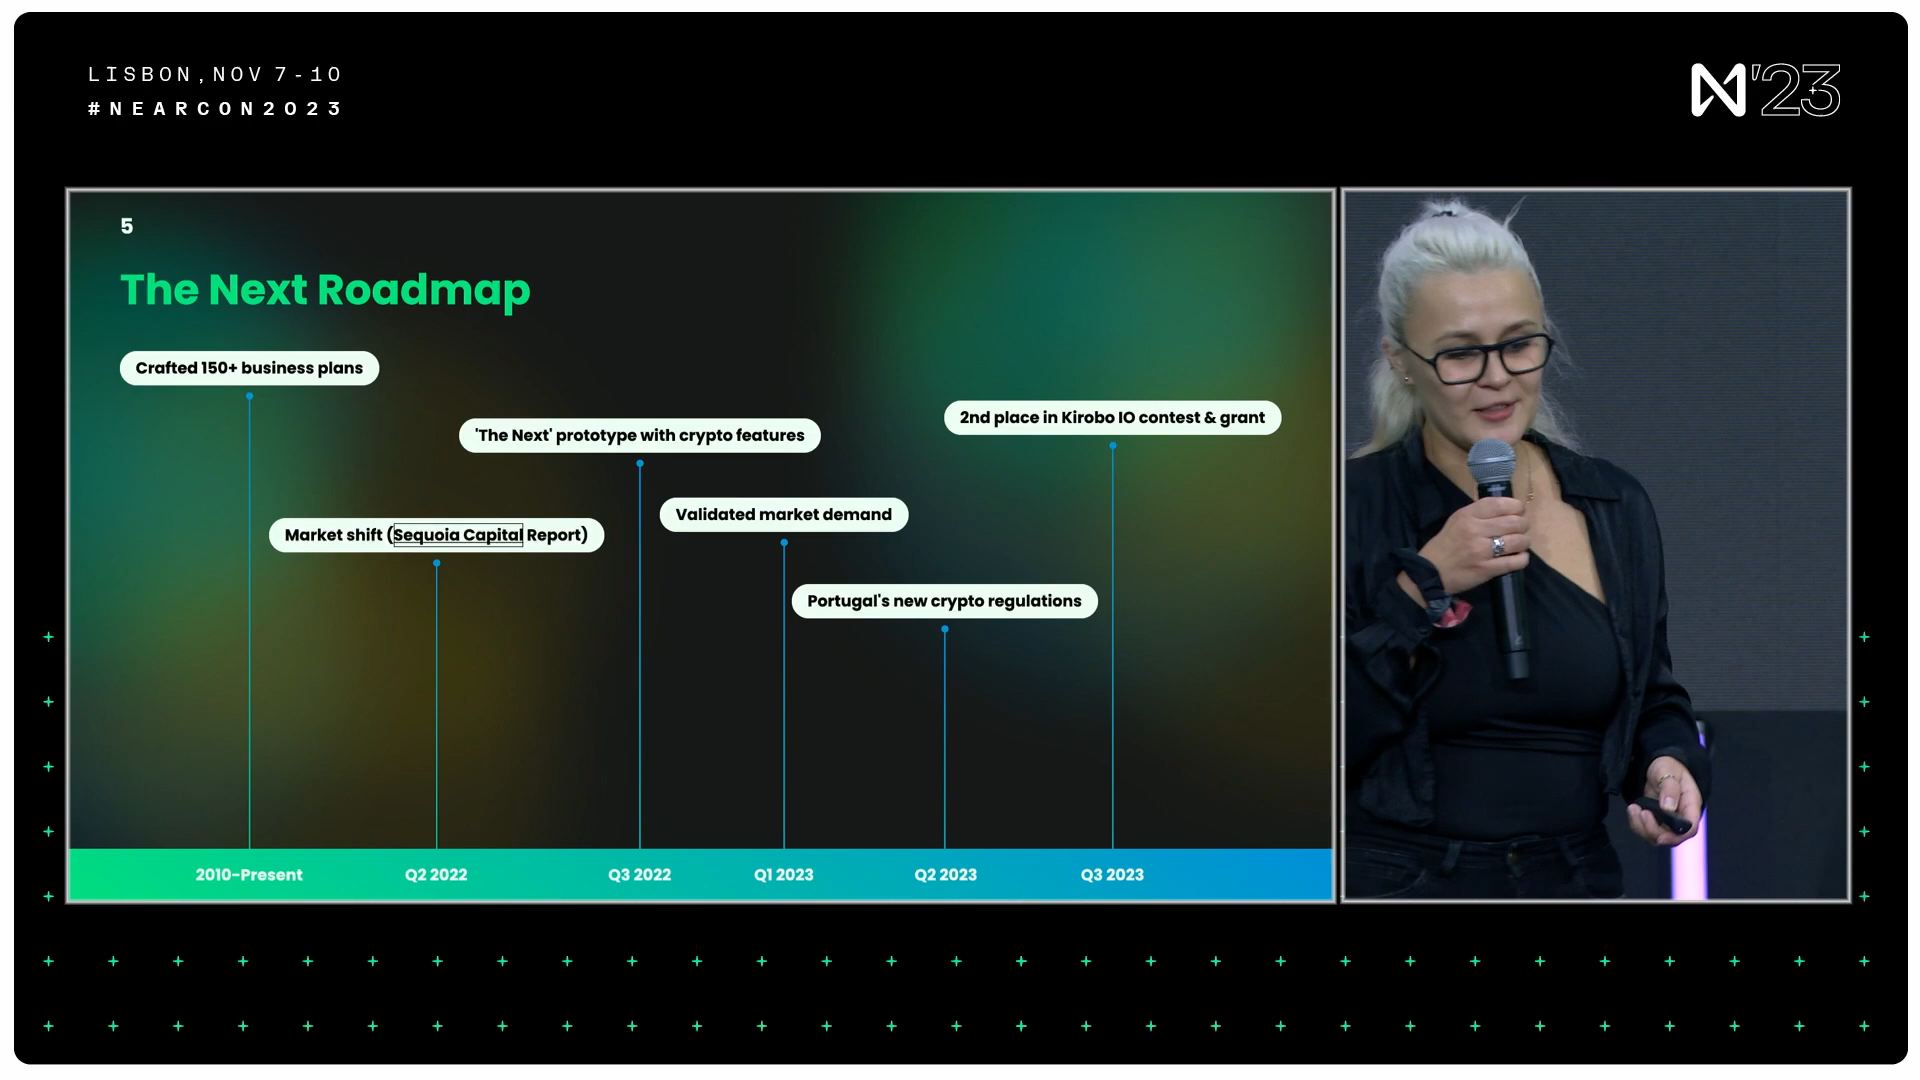 LISBON, NOV 7-10
#NEARCON2023
N'23
5
The Next Roadmap
Crafted 150+ business plans
2nd place in Kirobo IO contest & grant
'The Next' prototype with crypto features
Validated market demand
Market shift (Sequoia Capital Report)
Portugal's new crypto regulations
2010-Present
Q2 2022
Q3 2022
Q1 2023
Q2 2023
Q3 2023